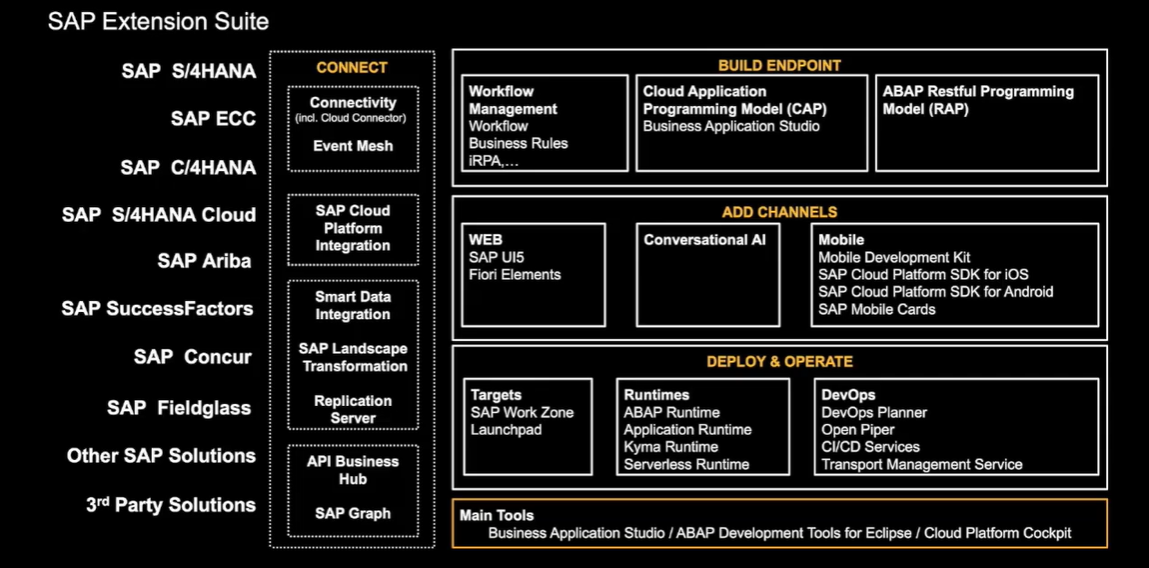 SAP Extension Suite
SAP S/4HANA
SAP ECC
SAP C/4HANA
SAP S/4HANA Cloud
SAP Ariba
SAP SuccessFactors
SAP Concur
SAP Fieldglass
Other SAP Solutions
3rd Party Solutions
CONNECT
Connectivity
(incl. Cloud Connector)
Event Mesh
SAP Cloud
Platform
Integration
Smart Data
Integration
SAP Landscape
Transformation
Replication
Server
API Business
Hub
SAP Graph
BUILD ENDPOINT
Workflow
Management
Workflow
Business Rules
iRPA,...
Cloud Application
Programming Model (CAP)
Business Application Studio
ABAP Restful Programming
Model (RAP)
ADD CHANNELS
WEB
SAP UI5
Fiori Elements
Conversational AI
Mobile
Mobile Development Kit
SAP Cloud Platform SDK for iOS
SAP Cloud Platform SDK for Android
SAP Mobile Cards
DEPLOY & OPERATE
Targets
SAP Work Zone
Launchpad
Runtimes
ABAP Runtime
Application Runtime
Kyma Runtime
Serverless Runtime
DevOps
DevOps Planner
Open Piper
CI/CD Services
Transport Management Service
Main Tools
Business Application Studio / ABAP Development Tools for Eclipse / Cloud Platform Cockpit